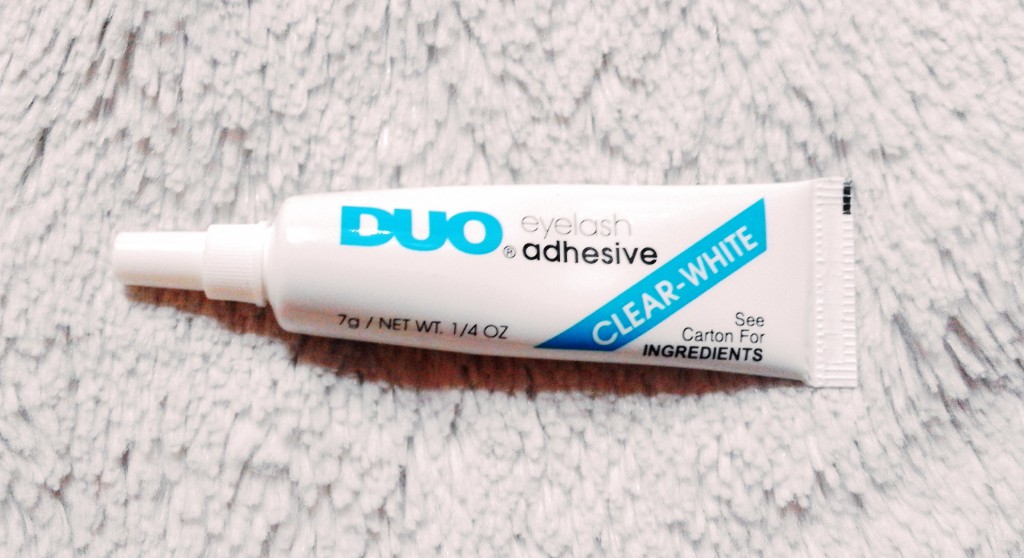 DUO® eyelash
adhesive
CLEAR-WHITE
7g / NET WT. 1/4 OZ
See
Carton For
INGREDIENTS